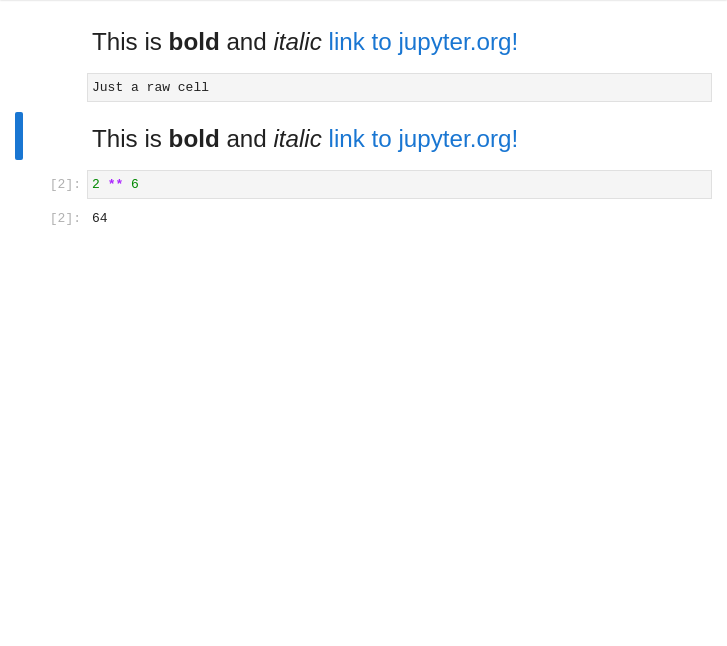 This is bold and italic link to jupyter.org!
Just a raw cell
This is bold and italic link to jupyter.org!
[2]: 2 ** 6
[2]: 64